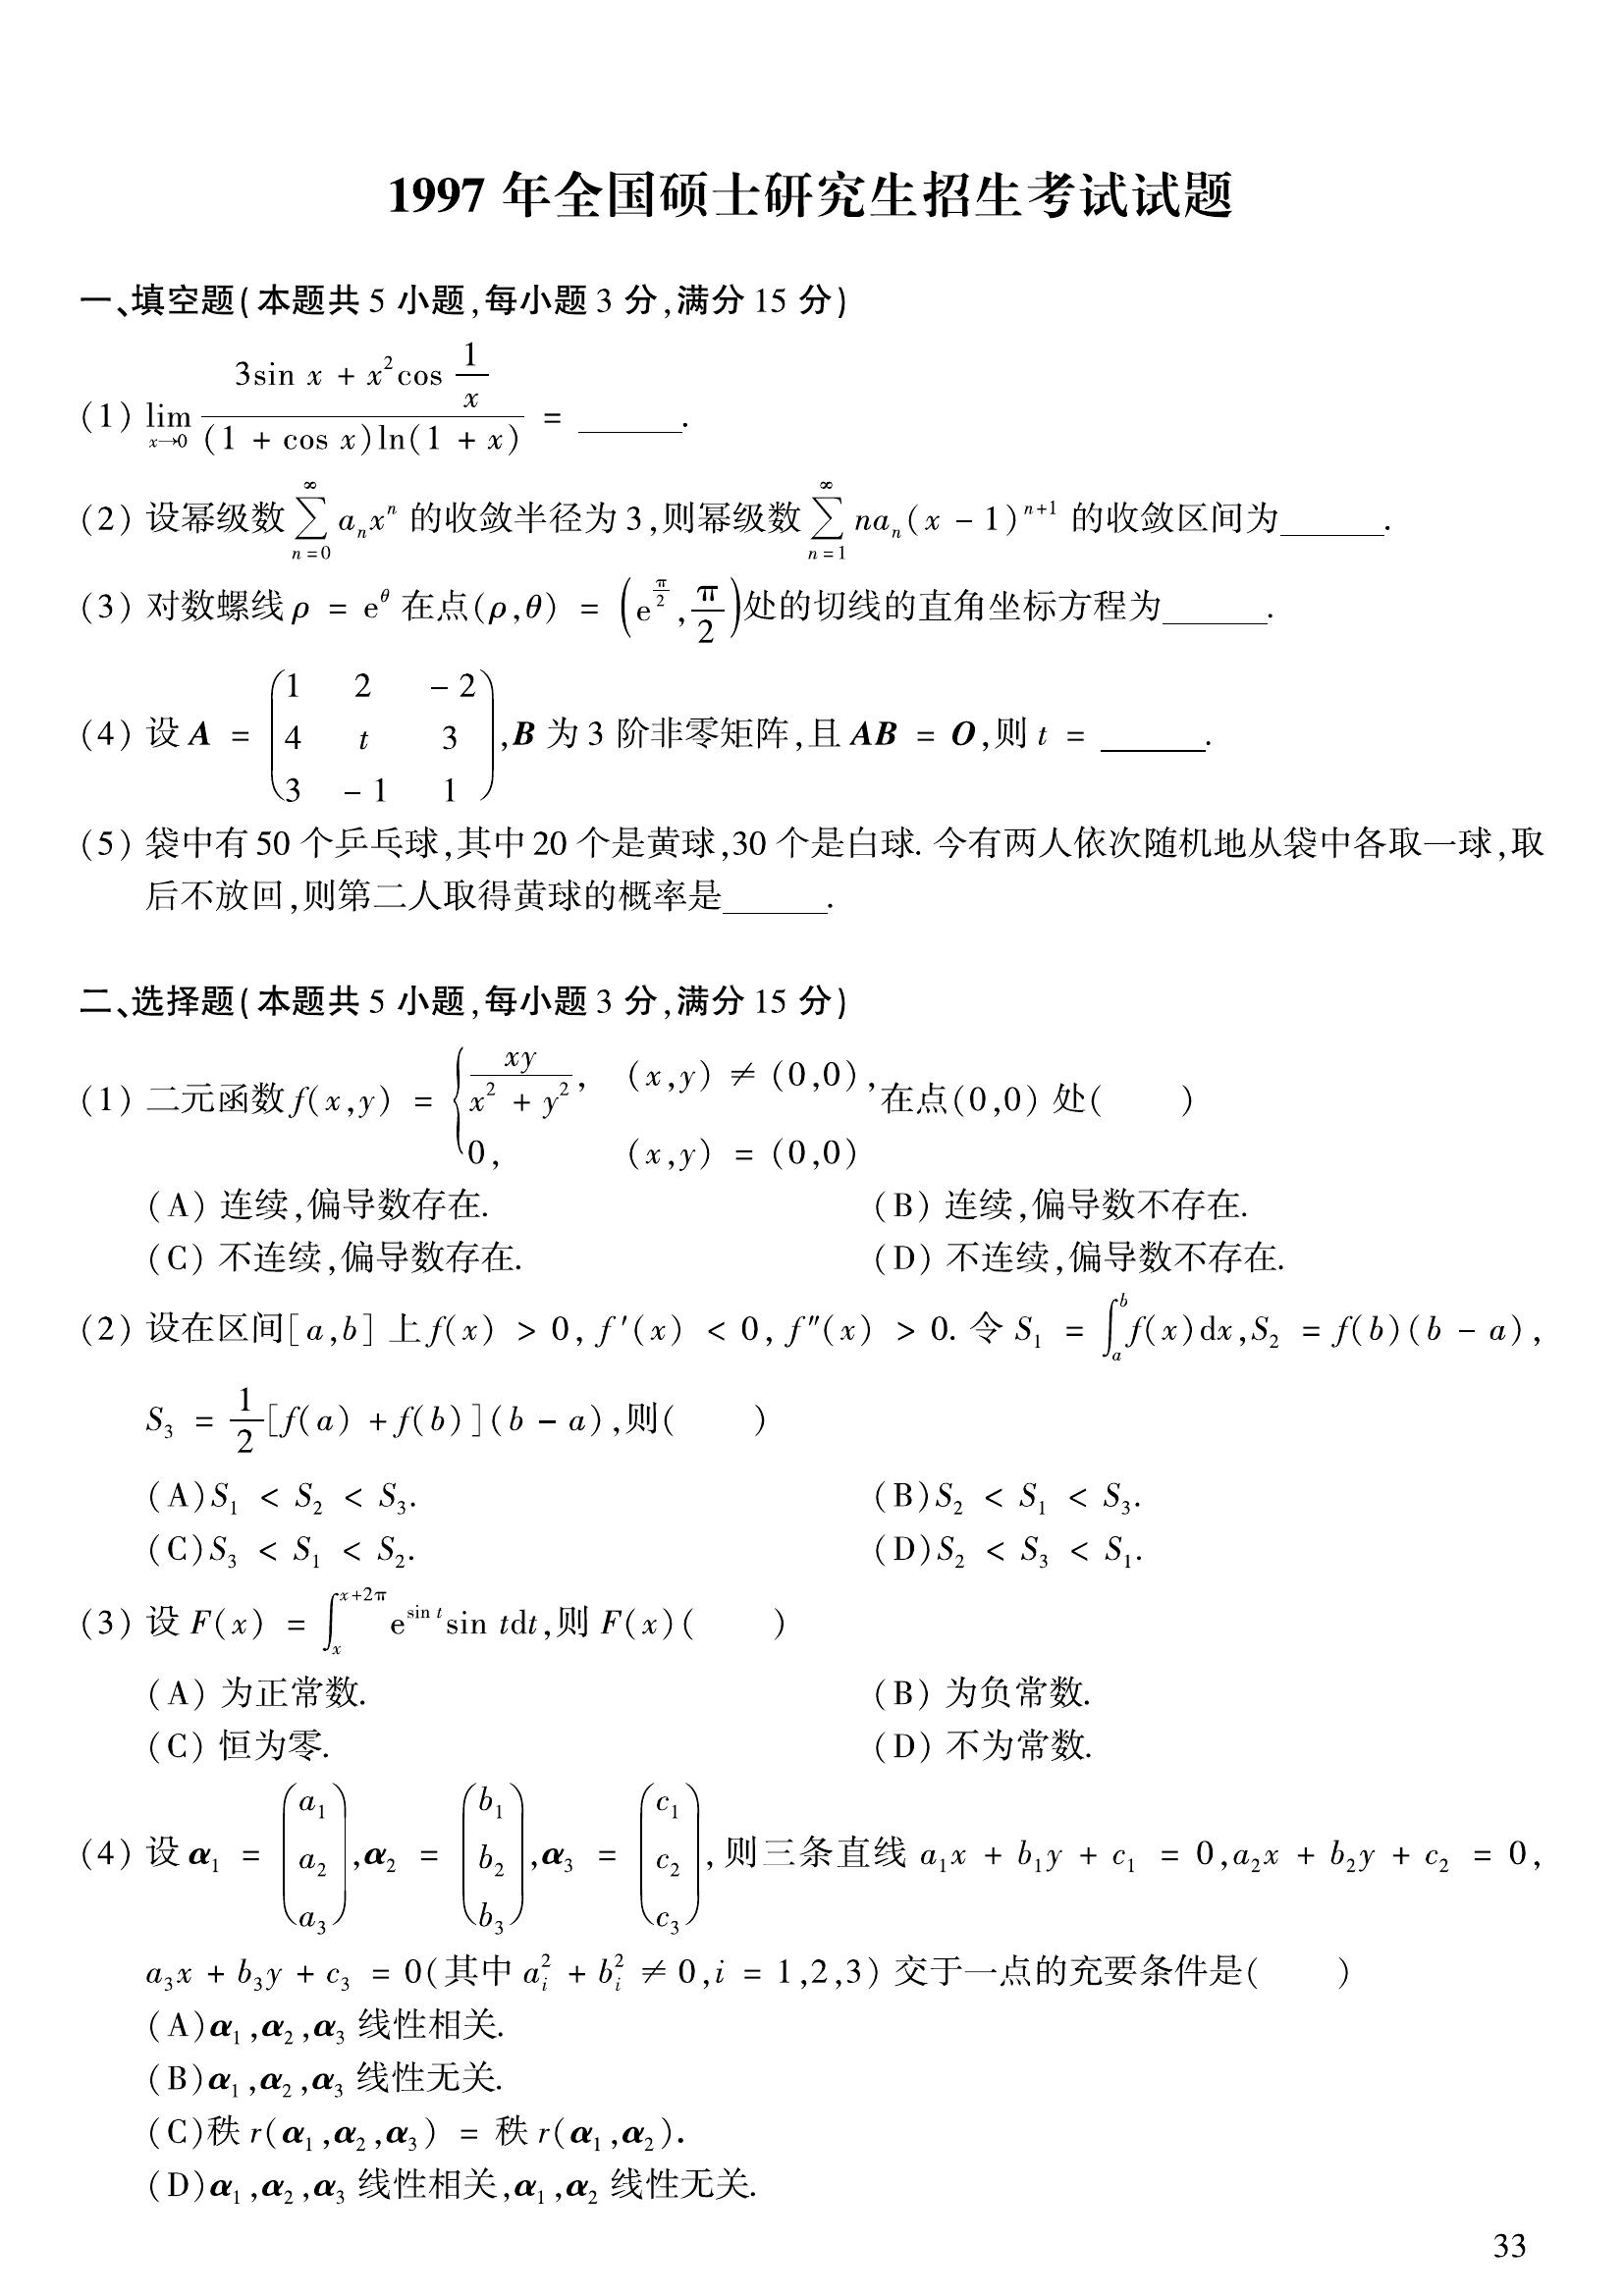 1997 年全国硕士研究生招生考试试题
一、填空题(本题共 5 小题,每小题 3 分,满分 15 分)
(1) $\lim\limits_{x\to 0}\dfrac{3\sin x + x^2\cos\dfrac{1}{x}}{(1+\cos x)\ln(1+x)}$ = ______.
(2) 设幂级数 $\sum\limits_{n=0}^{\infty} a_n x^n$ 的收敛半径为 3,则幂级数 $\sum\limits_{n=1}^{\infty} na_n(x-1)^{n+1}$ 的收敛区间为______.
(3) 对数螺线 $\rho = e^{\theta}$ 在点$(\rho,\theta) = \left(e^{\frac{\pi}{2}},\dfrac{\pi}{2}\right)$处的切线的直角坐标方程为______.
(4) 设 $\boldsymbol{A} = \begin{pmatrix}1 & 2 & -2\\ 4 & t & 3\\ 3 & -1 & 1\end{pmatrix}$,$\boldsymbol{B}$ 为 3 阶非零矩阵,且 $\boldsymbol{AB} = \boldsymbol{O}$,则 $t$ = ______.
(5) 袋中有 50 个乒乓球,其中 20 个是黄球,30 个是白球. 今有两人依次随机地从袋中各取一球,取
后不放回,则第二人取得黄球的概率是______.
二、选择题(本题共 5 小题,每小题 3 分,满分 15 分)
(1) 二元函数 $f(x,y) = \begin{cases}\dfrac{xy}{x^2+y^2}, & (x,y)\neq(0,0),\\ 0, & (x,y)=(0,0)\end{cases}$ 在点(0,0) 处(　　)
(A) 连续,偏导数存在.　　(B) 连续,偏导数不存在.
(C) 不连续,偏导数存在.　　(D) 不连续,偏导数不存在.
(2) 设在区间$[a,b]$ 上 $f(x) > 0, f'(x) < 0, f''(x) > 0$. 令 $S_1 = \int_a^b f(x)\mathrm{d}x, S_2 = f(b)(b-a)$,
$S_3 = \dfrac{1}{2}[f(a)+f(b)](b-a)$,则(　　)
(A)$S_1 < S_2 < S_3$.　　(B)$S_2 < S_1 < S_3$.
(C)$S_3 < S_1 < S_2$.　　(D)$S_2 < S_3 < S_1$.
(3) 设 $F(x) = \int_x^{x+2\pi} e^{\sin t}\sin t\mathrm{d}t$,则 $F(x)$(　　)
(A) 为正常数.　　(B) 为负常数.
(C) 恒为零.　　(D) 不为常数.
(4) 设 $\boldsymbol{\alpha}_1 = \begin{pmatrix}a_1\\ a_2\\ a_3\end{pmatrix}$,$\boldsymbol{\alpha}_2 = \begin{pmatrix}b_1\\ b_2\\ b_3\end{pmatrix}$,$\boldsymbol{\alpha}_3 = \begin{pmatrix}c_1\\ c_2\\ c_3\end{pmatrix}$,则三条直线 $a_1x+b_1y+c_1=0$,$a_2x+b_2y+c_2=0$,
$a_3x+b_3y+c_3=0$(其中 $a_i^2+b_i^2\neq 0,i=1,2,3$) 交于一点的充要条件是(　　)
(A)$\boldsymbol{\alpha}_1,\boldsymbol{\alpha}_2,\boldsymbol{\alpha}_3$ 线性相关.
(B)$\boldsymbol{\alpha}_1,\boldsymbol{\alpha}_2,\boldsymbol{\alpha}_3$ 线性无关.
(C)秩 $r(\boldsymbol{\alpha}_1,\boldsymbol{\alpha}_2,\boldsymbol{\alpha}_3)$ = 秩 $r(\boldsymbol{\alpha}_1,\boldsymbol{\alpha}_2)$.
(D)$\boldsymbol{\alpha}_1,\boldsymbol{\alpha}_2,\boldsymbol{\alpha}_3$ 线性相关,$\boldsymbol{\alpha}_1,\boldsymbol{\alpha}_2$ 线性无关.
33